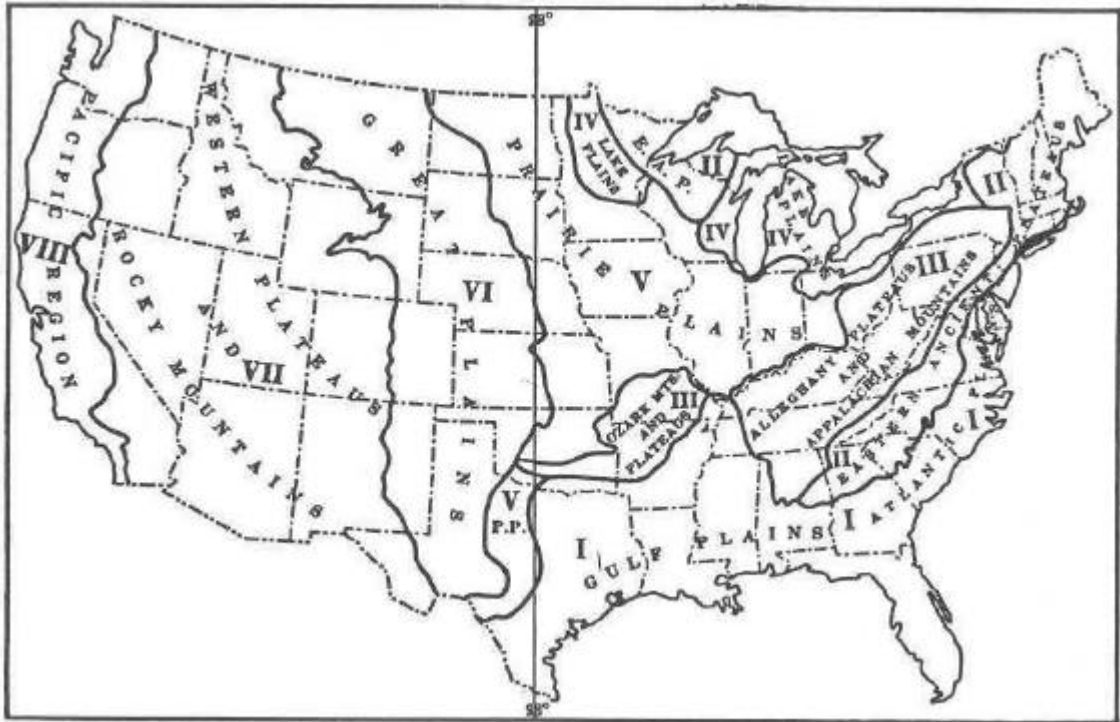 98°
PACIFIC
VIII
REGION
WESTERN
ROCKY MOUNTAINS
AND
VII
PLATEAUS
GREAT
VI
PLAINS
PRAIRIE
V
PLAINS
V
P.P.
IV
LAKE
PLAINS
E.A.P.
II
IV
LAKE
PLAINS
IV
II
III
ALLEGHANY PLATEAUS
AND
APPALACHIAN MOUNTAINS
OZARK MTS.
III
AND
PLATEAUS
ANCIENT
EASTERN
II
I
ATLANTIC
I
I
GULF PLAINS
98°